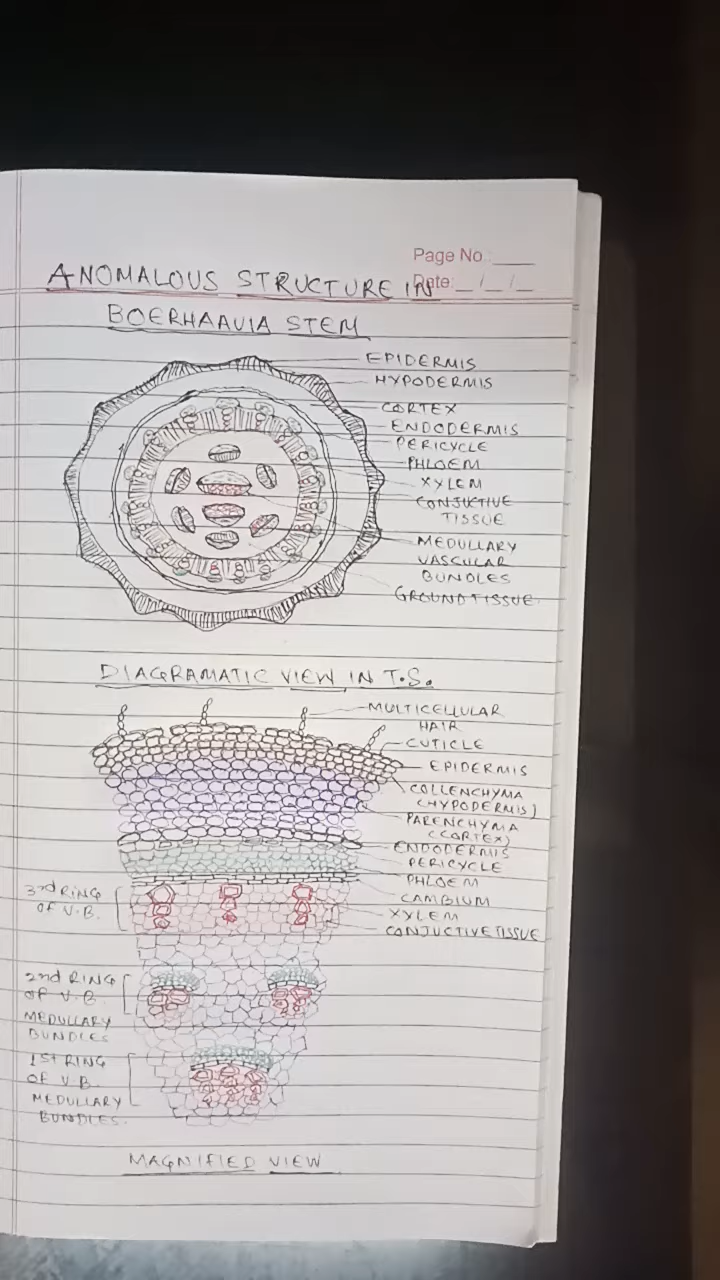 Page No.:
Date: _/_/_
ANOMALOUS STRUCTURE IN
BOERHAAVIA STEM
EPIDERMIS
HYPODERMIS
CORTEX
ENDODERMIS
PERICYCLE
PHLOEM
XYLEM
CONJUCTIVE
TISSUE
MEDULLARY
VASCULAR
BUNDLES
GROUND TISSUE
DIAGRAMATIC VIEW IN T.S.
MULTICELLULAR
HAIR
CUTICLE
EPIDERMIS
COLLENCHYMA
(HYPODERMIS)
PARENCHYMA
(CORTEX)
ENDODERMIS
PERICYCLE
PHLOEM
CAMBIUM
XYLEM
CONJUCTIVE TISSUE
3rd RING
OF V.B.
2nd RING
OF V.B
MEDULLARY
BUNDLES
1ST RING
OF V.B.
MEDULLARY
BUNDLES.
MAGNIFIED VIEW